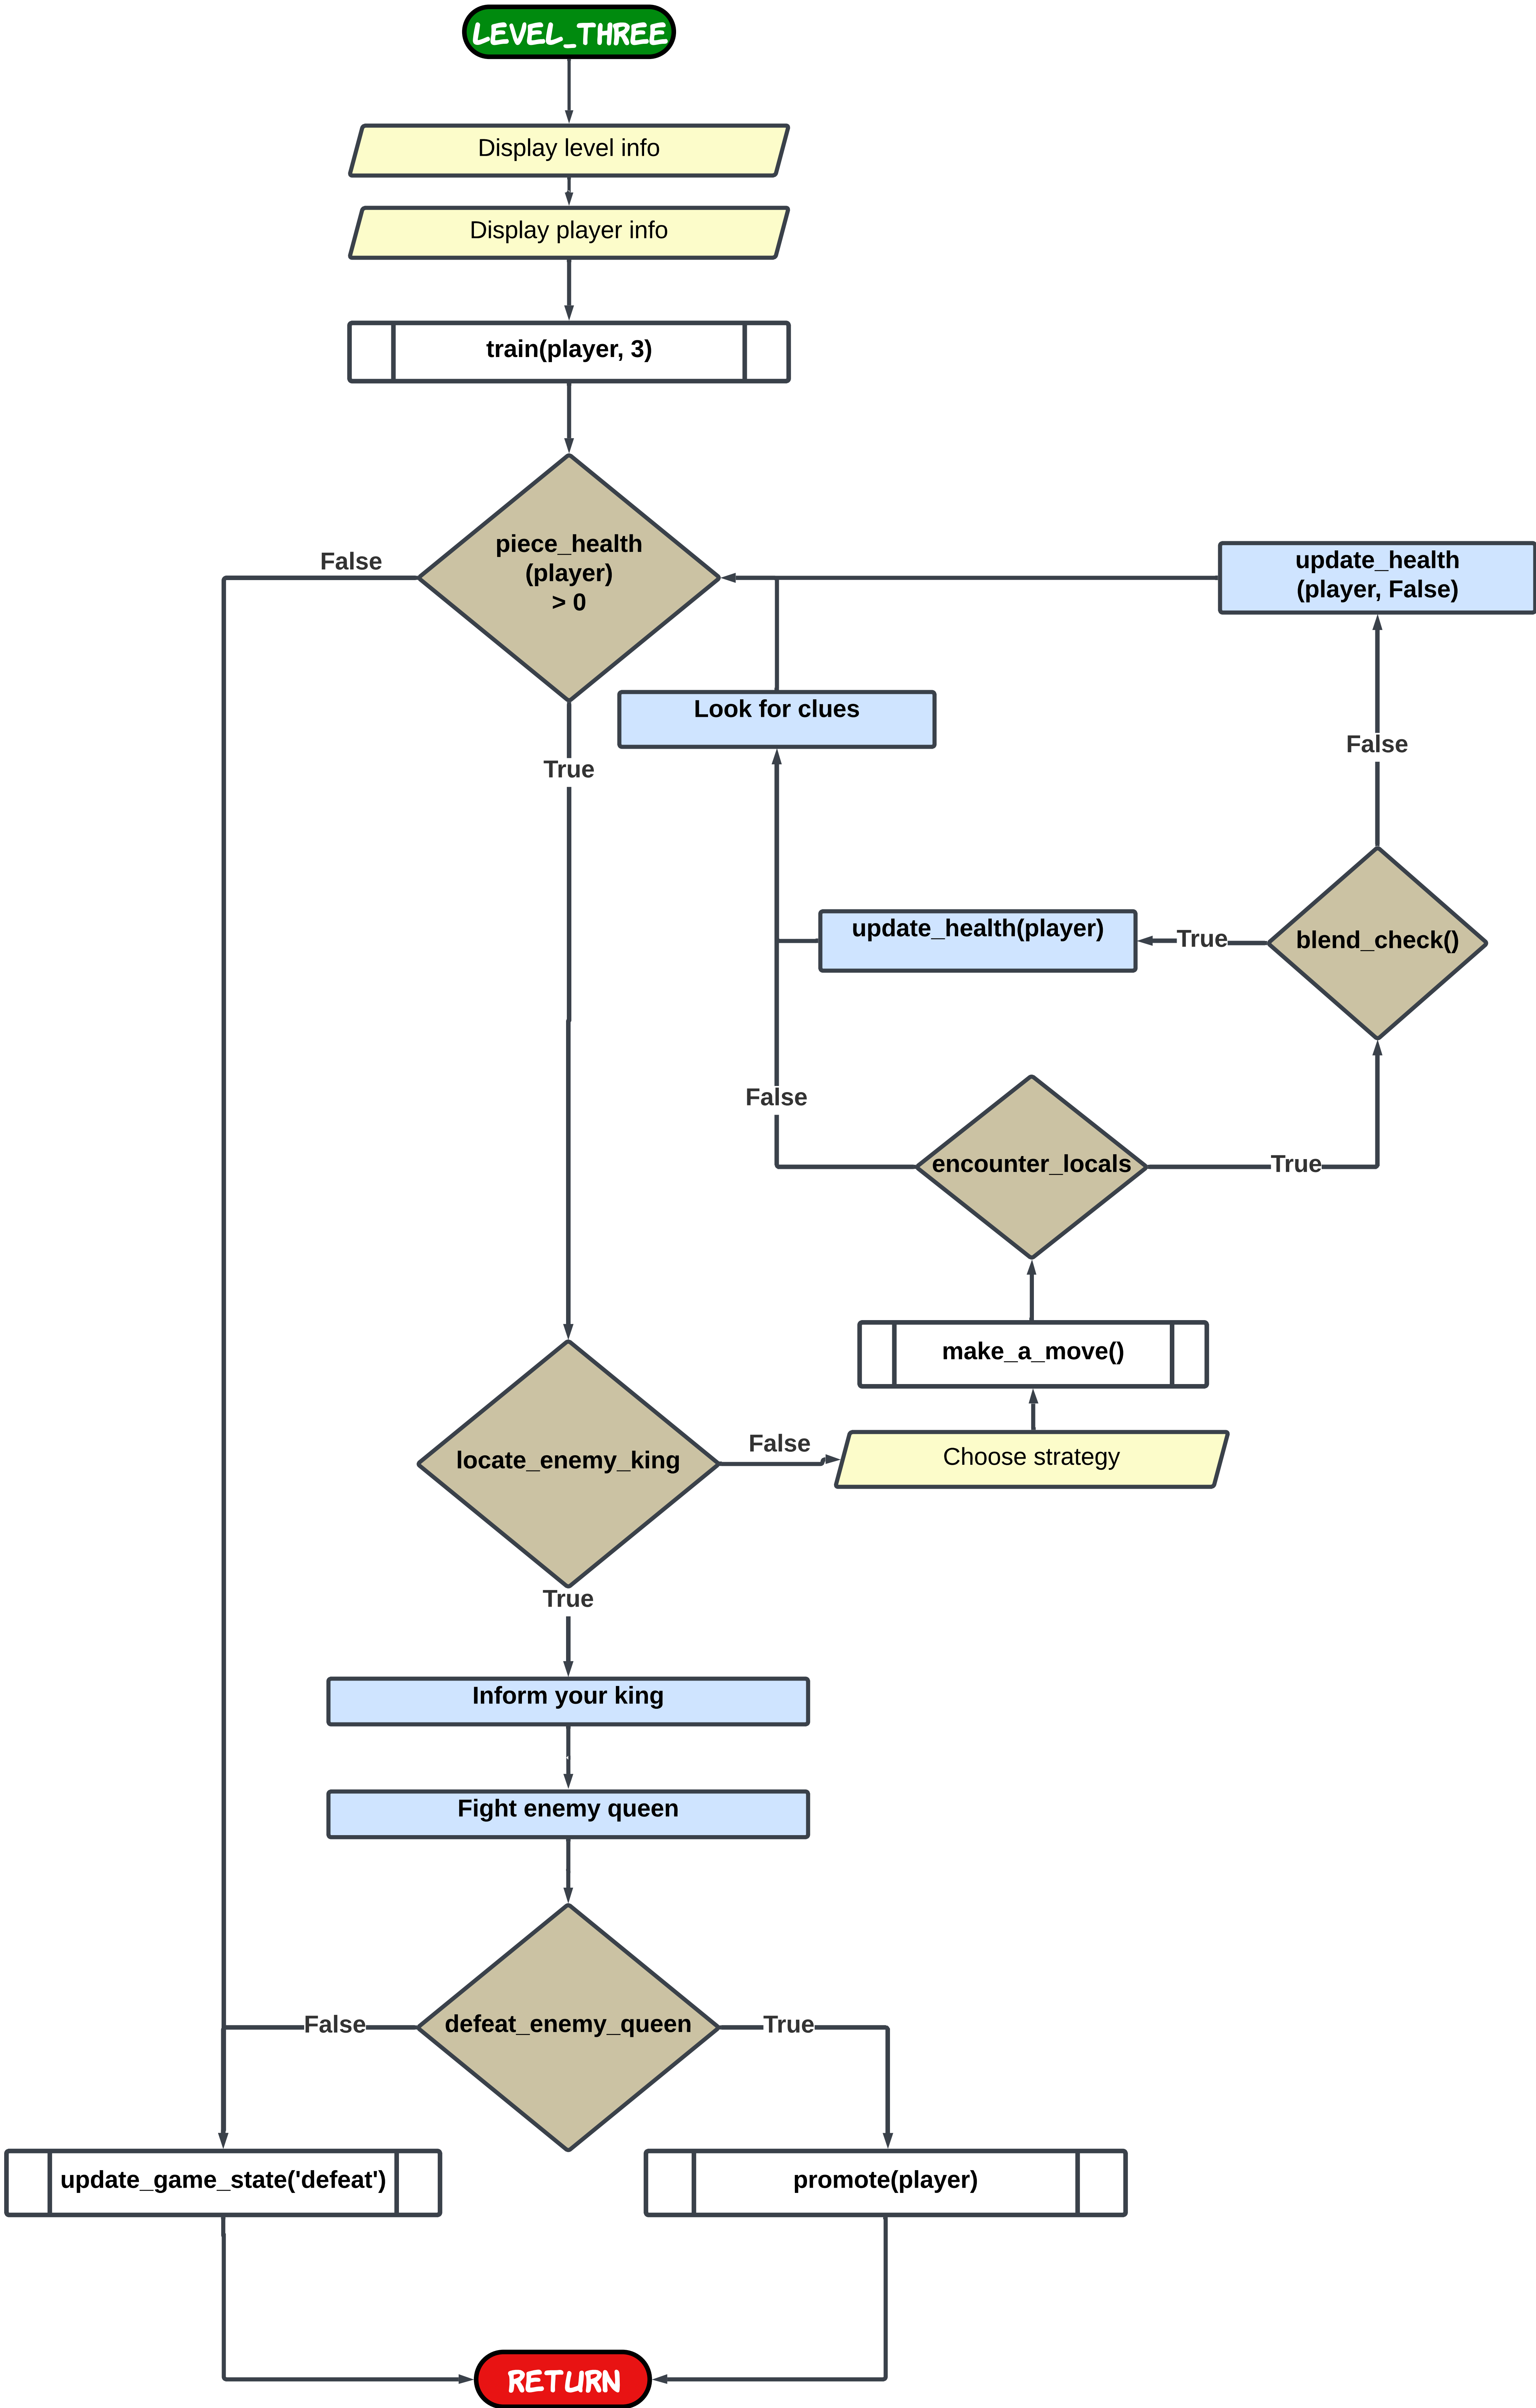 LEVEL_THREE
Display level info
Display player info
train(player, 3)
piece_health
(player)
> 0
False
True
update_health
(player, False)
Look for clues
False
update_health(player)
True
blend_check()
False
encounter_locals
True
make_a_move()
locate_enemy_king
False
Choose strategy
True
Inform your king
Fight enemy queen
False
defeat_enemy_queen
True
update_game_state('defeat')
promote(player)
RETURN